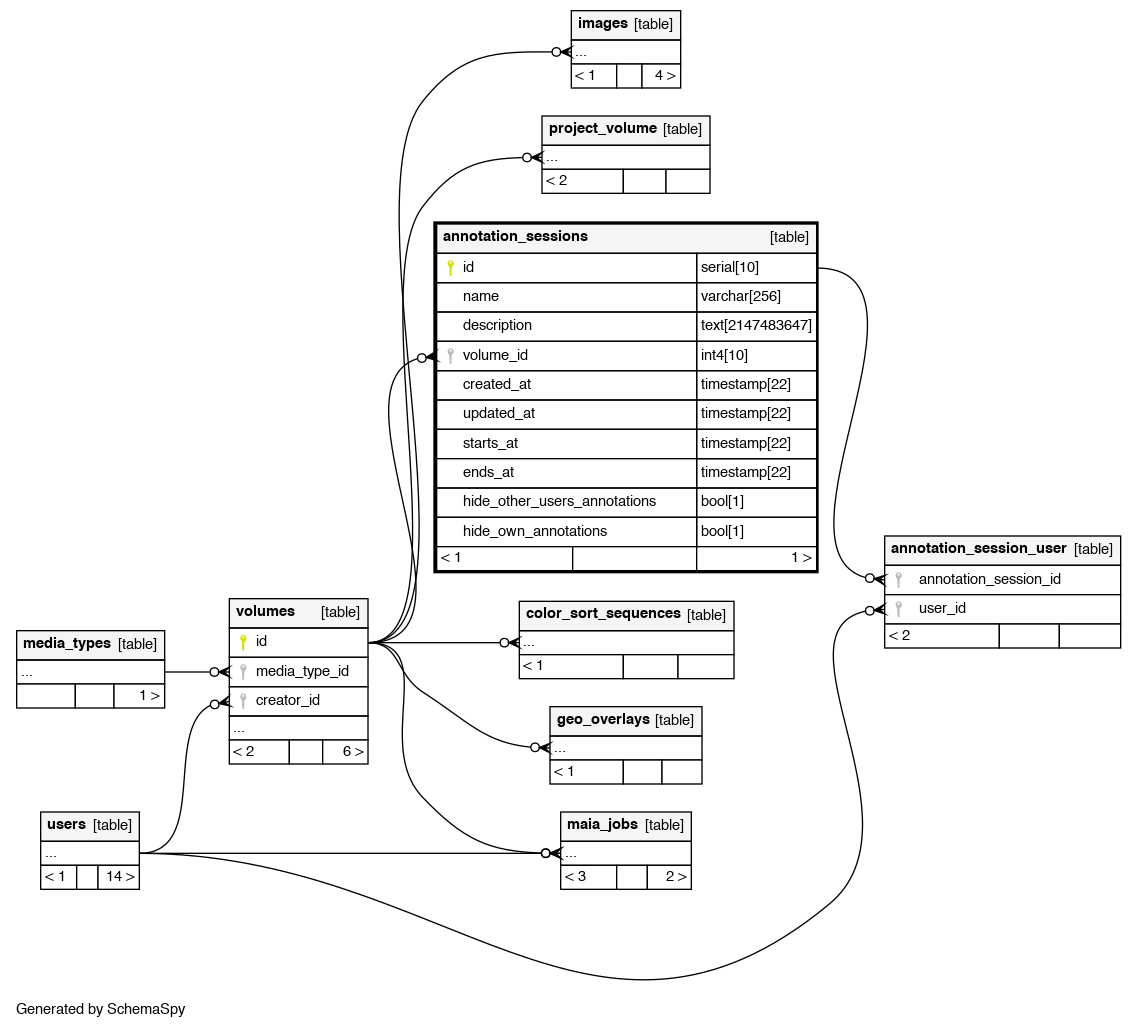 images [table]
...
< 1 4 >
project_volume [table]
...
< 2
annotation_sessions [table]
id serial[10]
name varchar[256]
description text[2147483647]
volume_id int4[10]
created_at timestamp[22]
updated_at timestamp[22]
starts_at timestamp[22]
ends_at timestamp[22]
hide_other_users_annotations bool[1]
hide_own_annotations bool[1]
< 1 1 >
annotation_session_user [table]
annotation_session_id
user_id
< 2
volumes [table]
id
media_type_id
creator_id
...
< 2 6 >
media_types [table]
...
1 >
color_sort_sequences [table]
...
< 1
geo_overlays [table]
...
< 1
users [table]
...
< 1 14 >
maia_jobs [table]
...
< 3 2 >
Generated by SchemaSpy